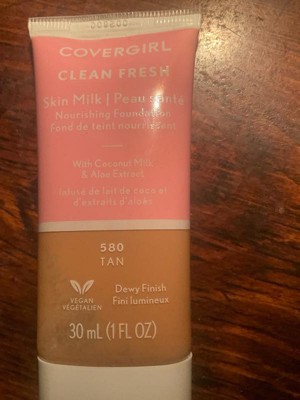 COVERGIRL
CLEAN FRESH
Skin Milk | Peau santé
Nourishing Foundation
Fond de teint nourrissant
With Coconut Milk
& Aloe Extract
Infusé de lait de coco et
d'extraits d'aloès
580
TAN
VEGAN
VÉGÉTALIEN
Dewy Finish
Fini lumineux
30 mL (1 FL OZ)